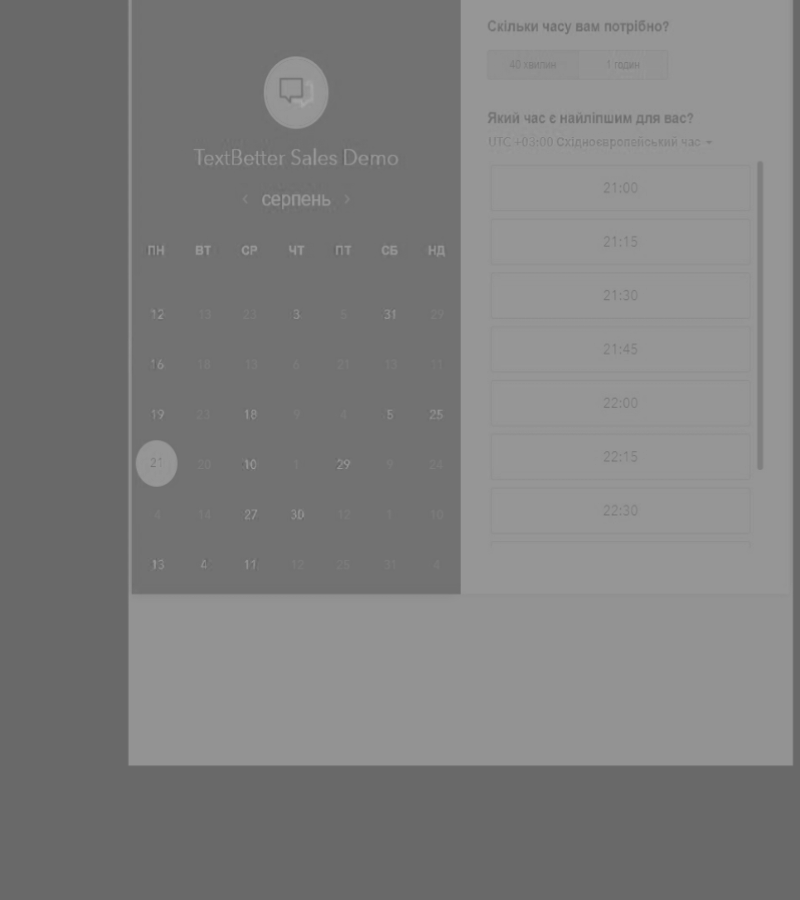 TextBetter Sales Demo
‹ серпень ›
ПН ВТ СР ЧТ ПТ СБ НД
12 13 23 3 5 31 29
16 18 13 6 21 13 11
19 23 18 9 4 5 25
21 20 10 1 29 9 24
4 14 27 30 12 1 10
13 4 11 12 25 31 4
Скільки часу вам потрібно?
40 хвилин 1 годин
Який час є найліпшим для вас?
UTC +03:00 Східноєвропейський час
21:00
21:15
21:30
21:45
22:00
22:15
22:30